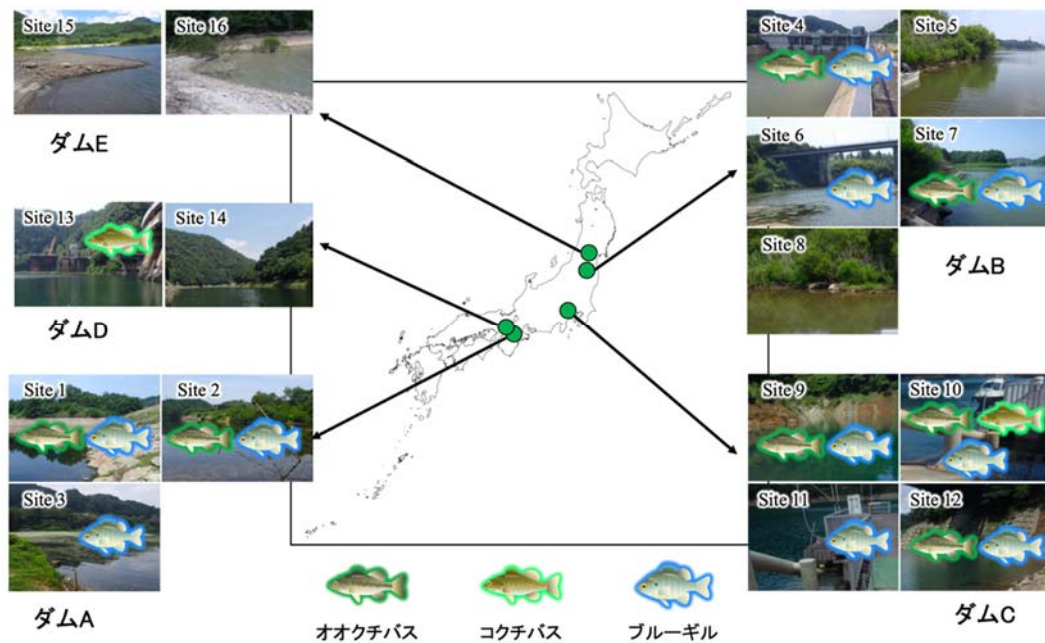 Site 15
Site 16
ダムE
Site 13
Site 14
ダムD
Site 1
Site 2
Site 3
ダムA
Site 4
Site 5
Site 6
Site 7
Site 8
ダムB
Site 9
Site 10
Site 11
Site 12
ダムC
オオクチバス
コクチバス
ブルーギル